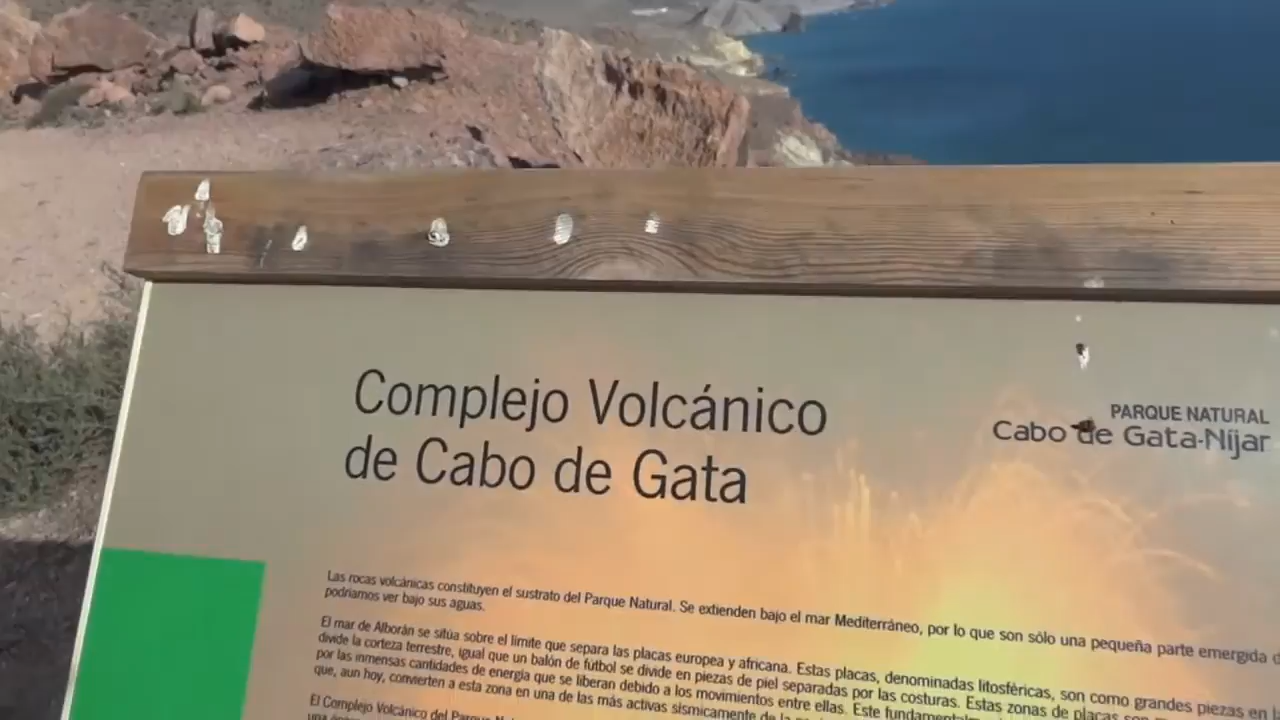 Complejo Volcánico
de Cabo de Gata
PARQUE NATURAL
Cabo de Gata-Níjar
Las rocas volcánicas constituyen el sustrato del Parque Natural. Se extienden bajo el mar Mediterráneo, por lo que son sólo una pequeña parte emergida
podríamos ver bajo sus aguas.
El mar de Alborán se sitúa sobre el límite que separa las placas europea y africana. Estas placas, denominadas litosféricas, son como grandes piezas en
divide la corteza terrestre, igual que un balón de fútbol se divide en piezas de piel separadas por las costuras. Estas zonas de placas son
por las inmensas cantidades de energía que se liberan debido a los movimientos entre ellas. Este
que, aun hoy, convierten a esta zona en una de las más activas sísmicamente de la
El Complejo Volcánico del Parque